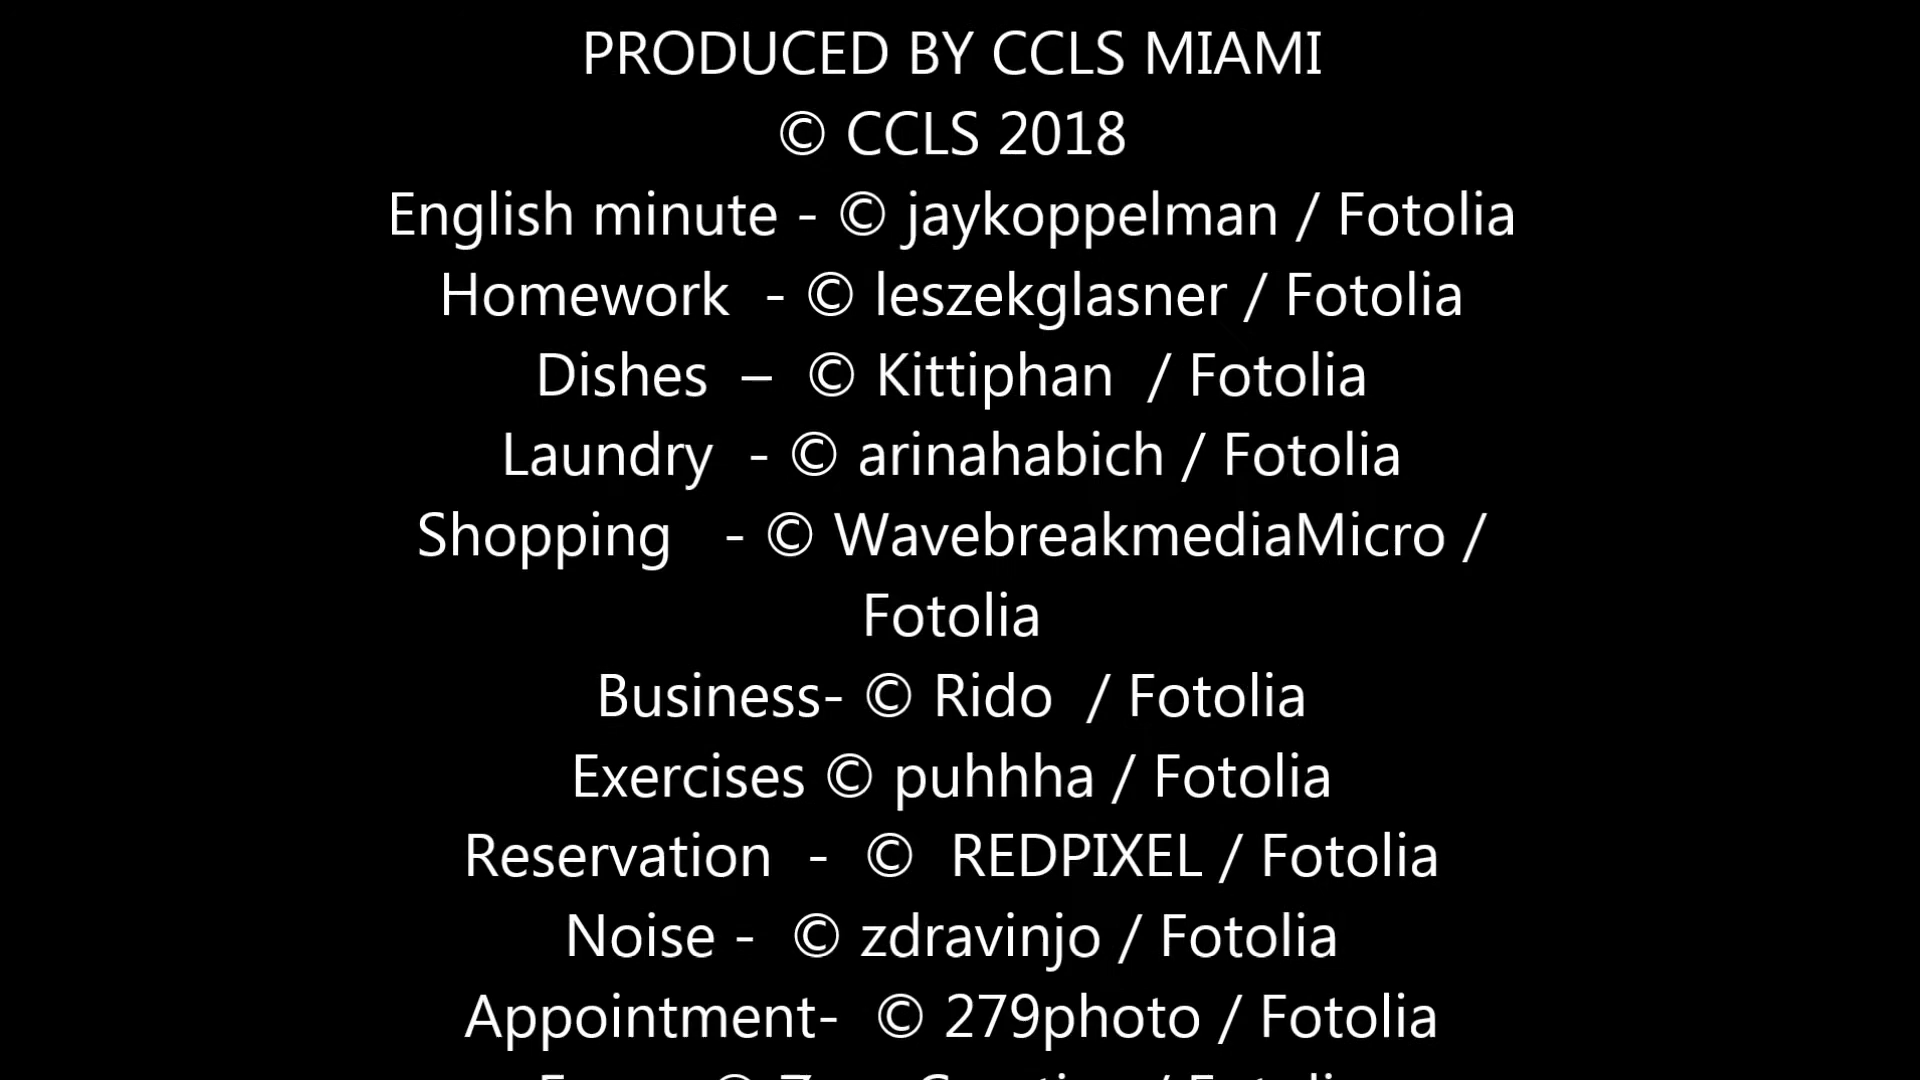 PRODUCED BY CCLS MIAMI
© CCLS 2018
English minute - © jaykoppelman / Fotolia
Homework  - © leszekglasner / Fotolia
Dishes  –  © Kittiphan  / Fotolia
Laundry  - © arinahabich / Fotolia
Shopping   - © WavebreakmediaMicro /
Fotolia
Business- © Rido  / Fotolia
Exercises © puhhha / Fotolia
Reservation  -  ©  REDPIXEL / Fotolia
Noise -  © zdravinjo / Fotolia
Appointment-  © 279photo / Fotolia